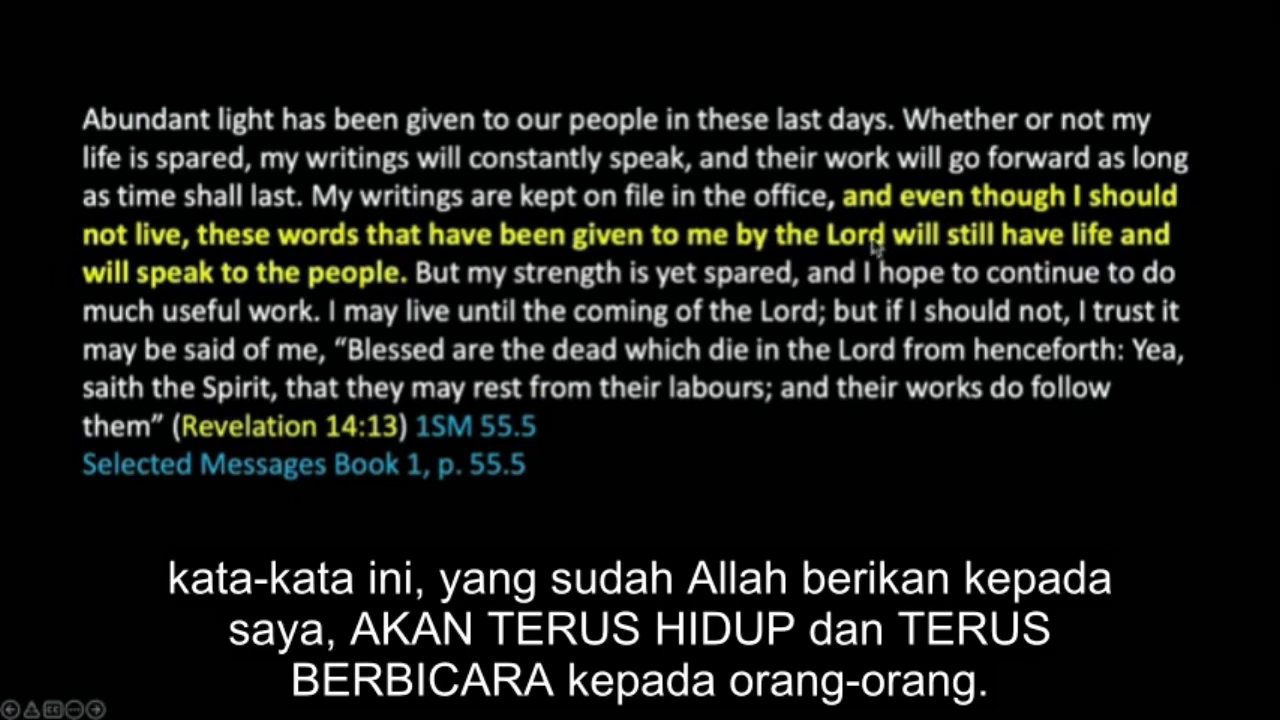 Abundant light has been given to our people in these last days. Whether or not my
life is spared, my writings will constantly speak, and their work will go forward as long
as time shall last. My writings are kept on file in the office, and even though I should
not live, these words that have been given to me by the Lord will still have life and
will speak to the people. But my strength is yet spared, and I hope to continue to do
much useful work. I may live until the coming of the Lord; but if I should not, I trust it
may be said of me, “Blessed are the dead which die in the Lord from henceforth: Yea,
saith the Spirit, that they may rest from their labours; and their works do follow
them” (Revelation 14:13) 1SM 55.5
Selected Messages Book 1, p. 55.5
kata-kata ini, yang sudah Allah berikan kepada
saya, AKAN TERUS HIDUP dan TERUS
BERBICARA kepada orang-orang.